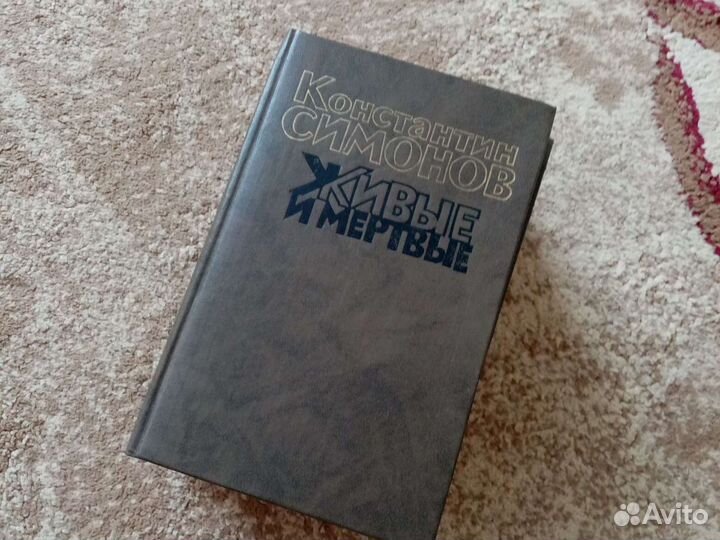 Константин
СИМОНОВ
ЖИВЫЕ
И МЕРТВЫЕ
Avito